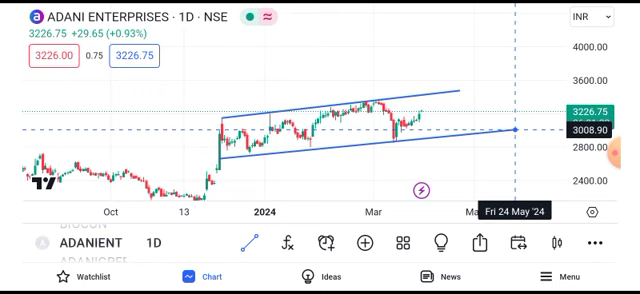 ADANI ENTERPRISES · 1D · NSE
INR
3226.75 +29.65 (+0.93%)
3226.00 0.75 3226.75
4000.00
3600.00
3226.75
3008.90
2800.00
2400.00
Oct 13 2024 Mar Fri 24 May '24
ADANIENT 1D
Watchlist Chart Ideas News Menu